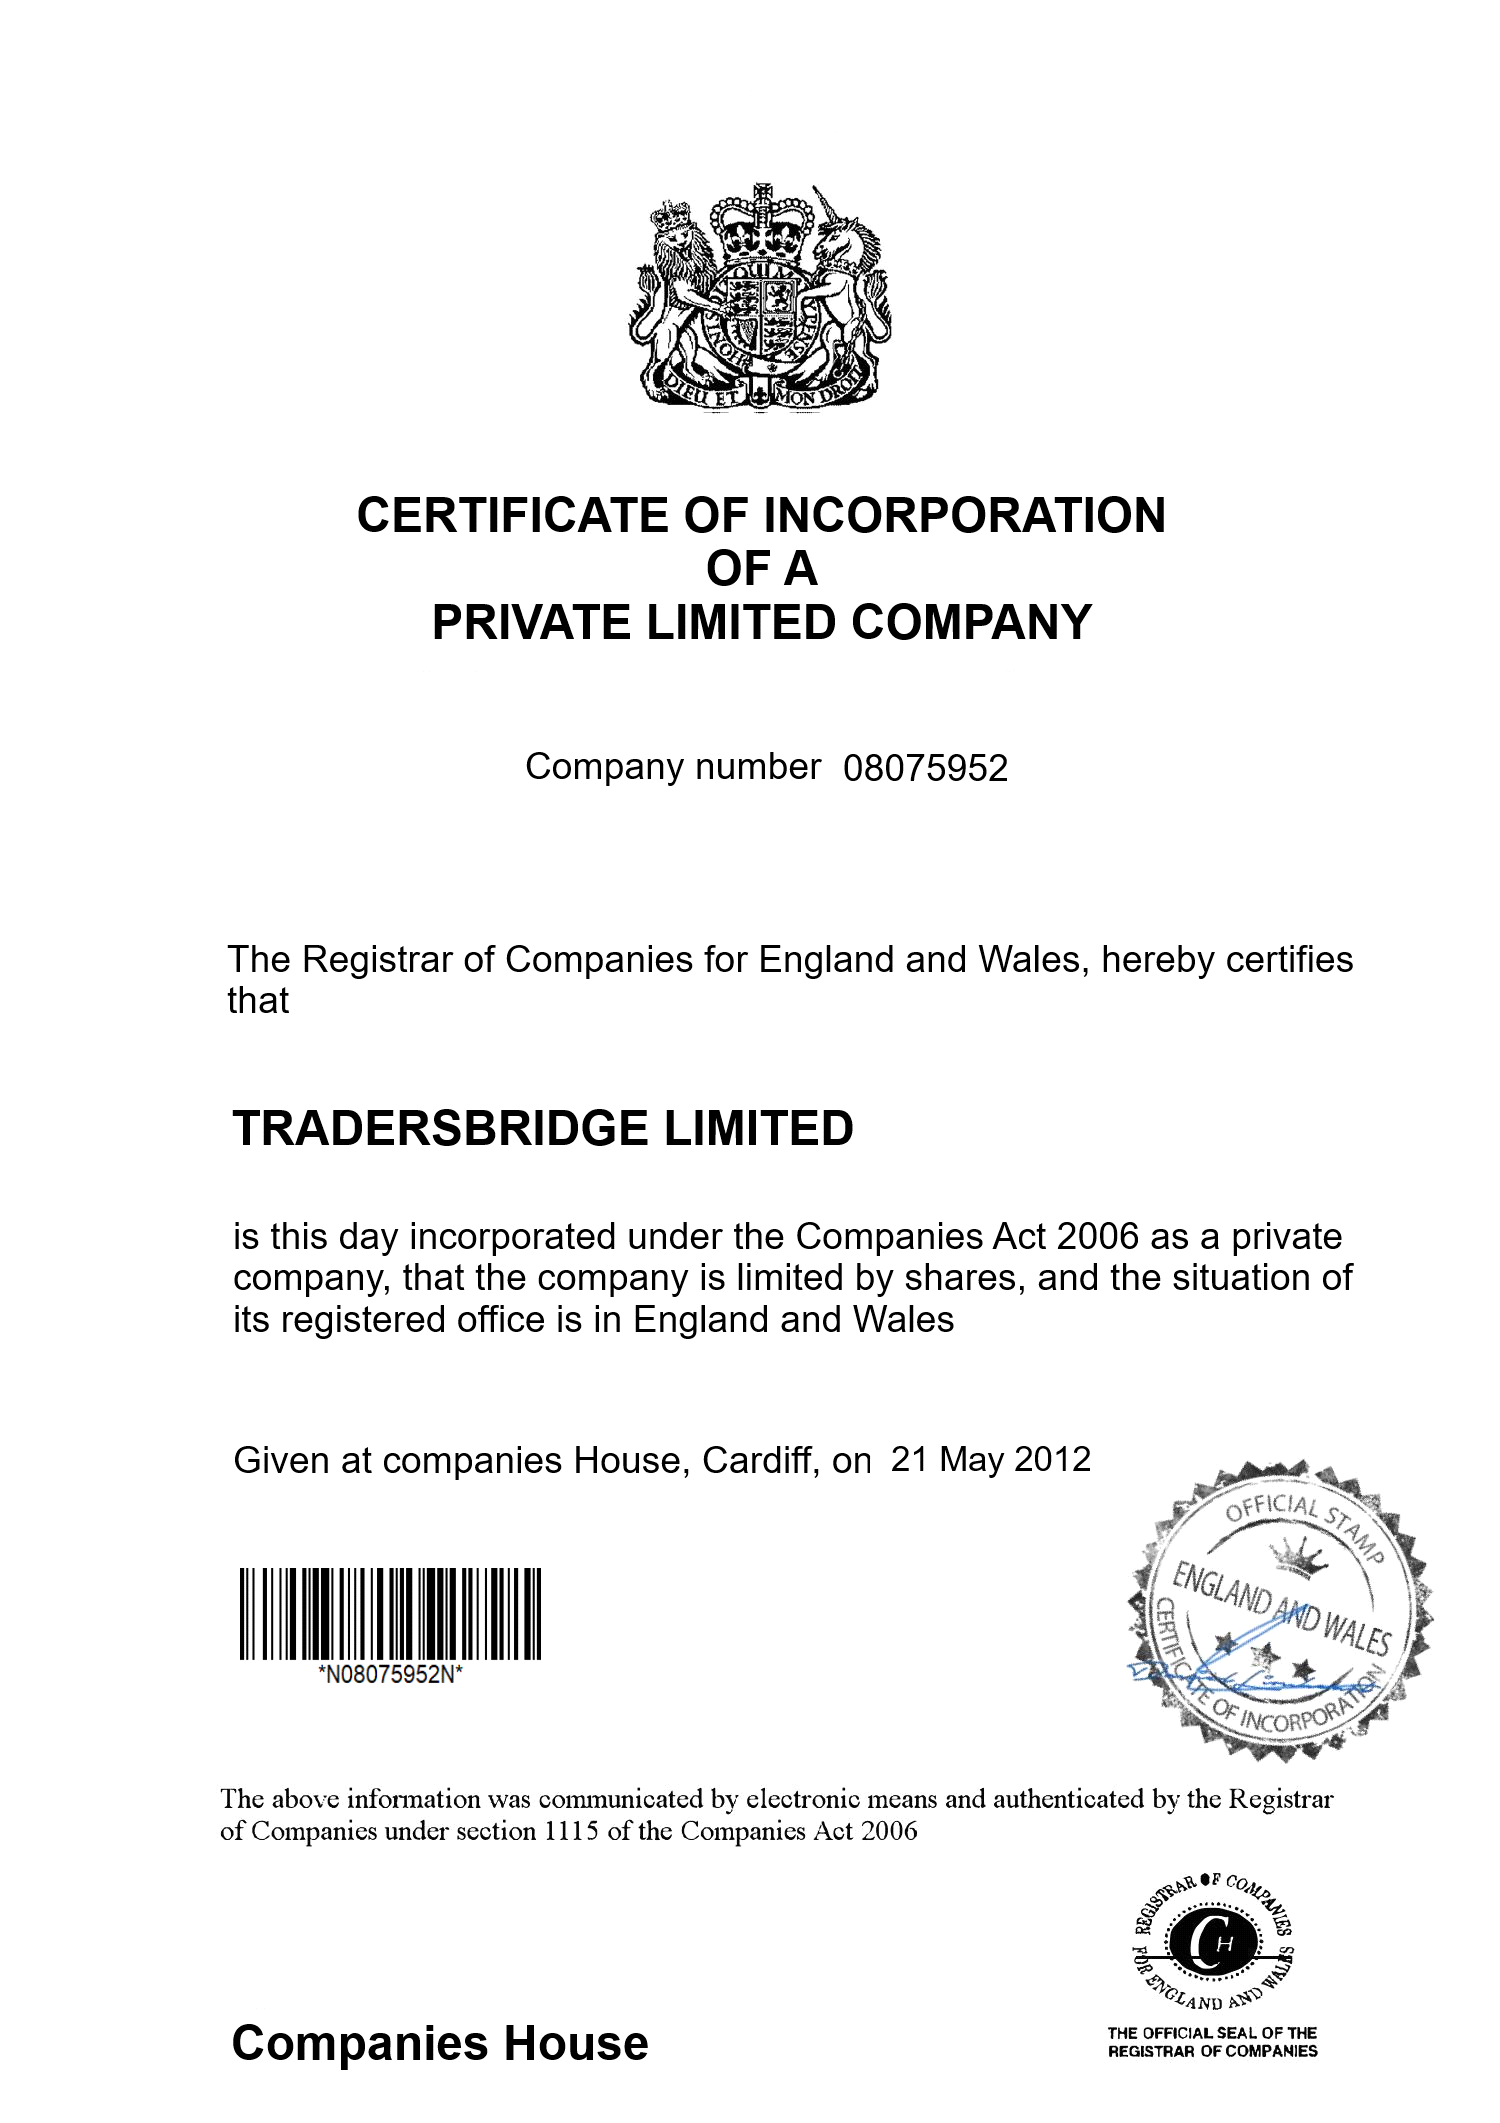 HONI SOIT QUI MAL Y PENSE
DIEU ET MON DROIT
CERTIFICATE OF INCORPORATION
OF A
PRIVATE LIMITED COMPANY
Company number 08075952
The Registrar of Companies for England and Wales, hereby certifies
that
TRADERSBRIDGE LIMITED
is this day incorporated under the Companies Act 2006 as a private
company, that the company is limited by shares, and the situation of
its registered office is in England and Wales
Given at companies House, Cardiff, on 21 May 2012
OFFICIAL STAMP
ENGLAND AND WALES
CERTIFICATE OF INCORPORATION
*N08075952N*
The above information was communicated by electronic means and authenticated by the Registrar
of Companies under section 1115 of the Companies Act 2006
REGISTRAR OF COMPANIES
CH
FOR ENGLAND AND WALES
THE OFFICIAL SEAL OF THE
REGISTRAR OF COMPANIES
Companies House